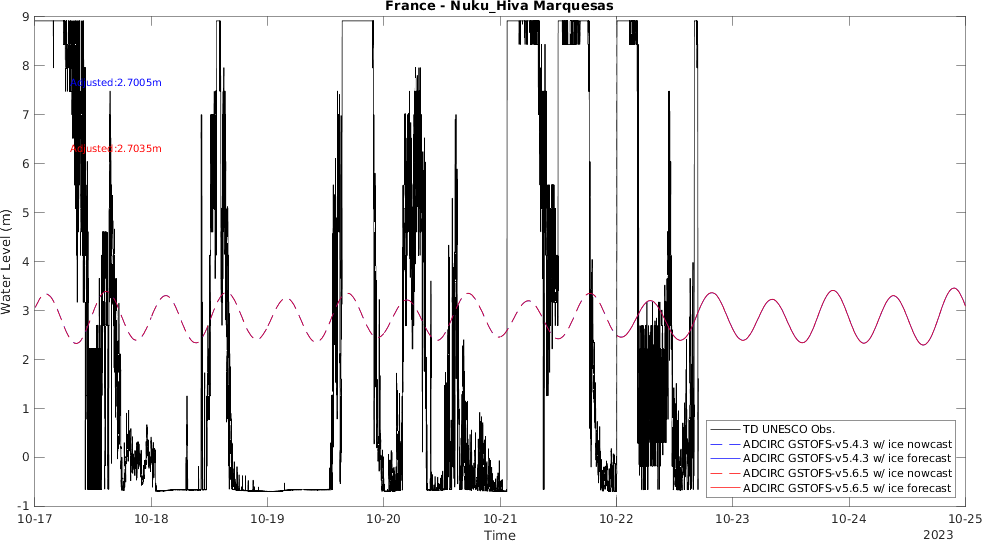 France - Nuku_Hiva Marquesas
9
8
7
6
5
4
3
2
1
0
-1
Water Level (m)
Adjusted:2.7005m
Adjusted:2.7035m
TD UNESCO Obs.
ADCIRC GSTOFS-v5.4.3 w/ ice nowcast
ADCIRC GSTOFS-v5.4.3 w/ ice forecast
ADCIRC GSTOFS-v5.6.5 w/ ice nowcast
ADCIRC GSTOFS-v5.6.5 w/ ice forecast
10-17 10-18 10-19 10-20 10-21 10-22 10-23 10-24 10-25
Time
2023